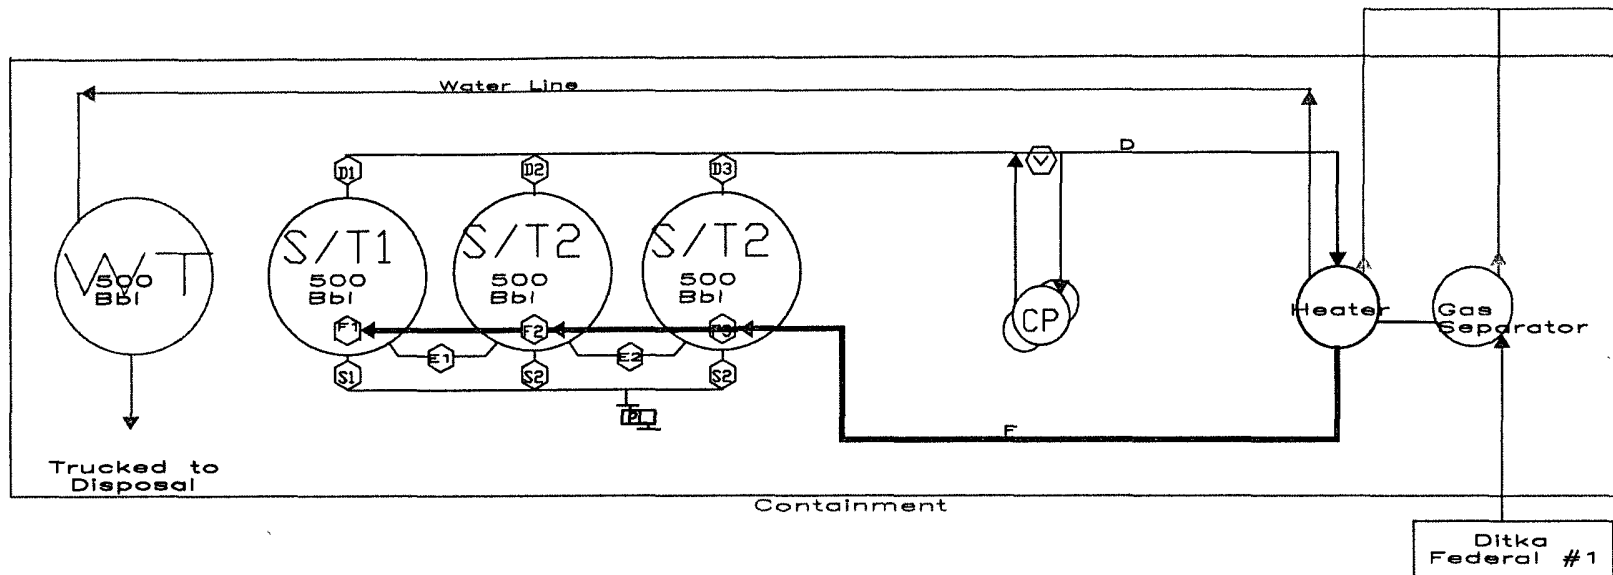 Water Line
D
D1
D2
D3
V
W T
500
Bbl
S/T1
500
Bbl
S/T2
500
Bbl
S/T2
500
Bbl
CP
Heater
Gas
Separator
F1
F2
F3
E1
E2
S1
S2
S2
F
Trucked to
Disposal
Containment
Ditka
Federal #1